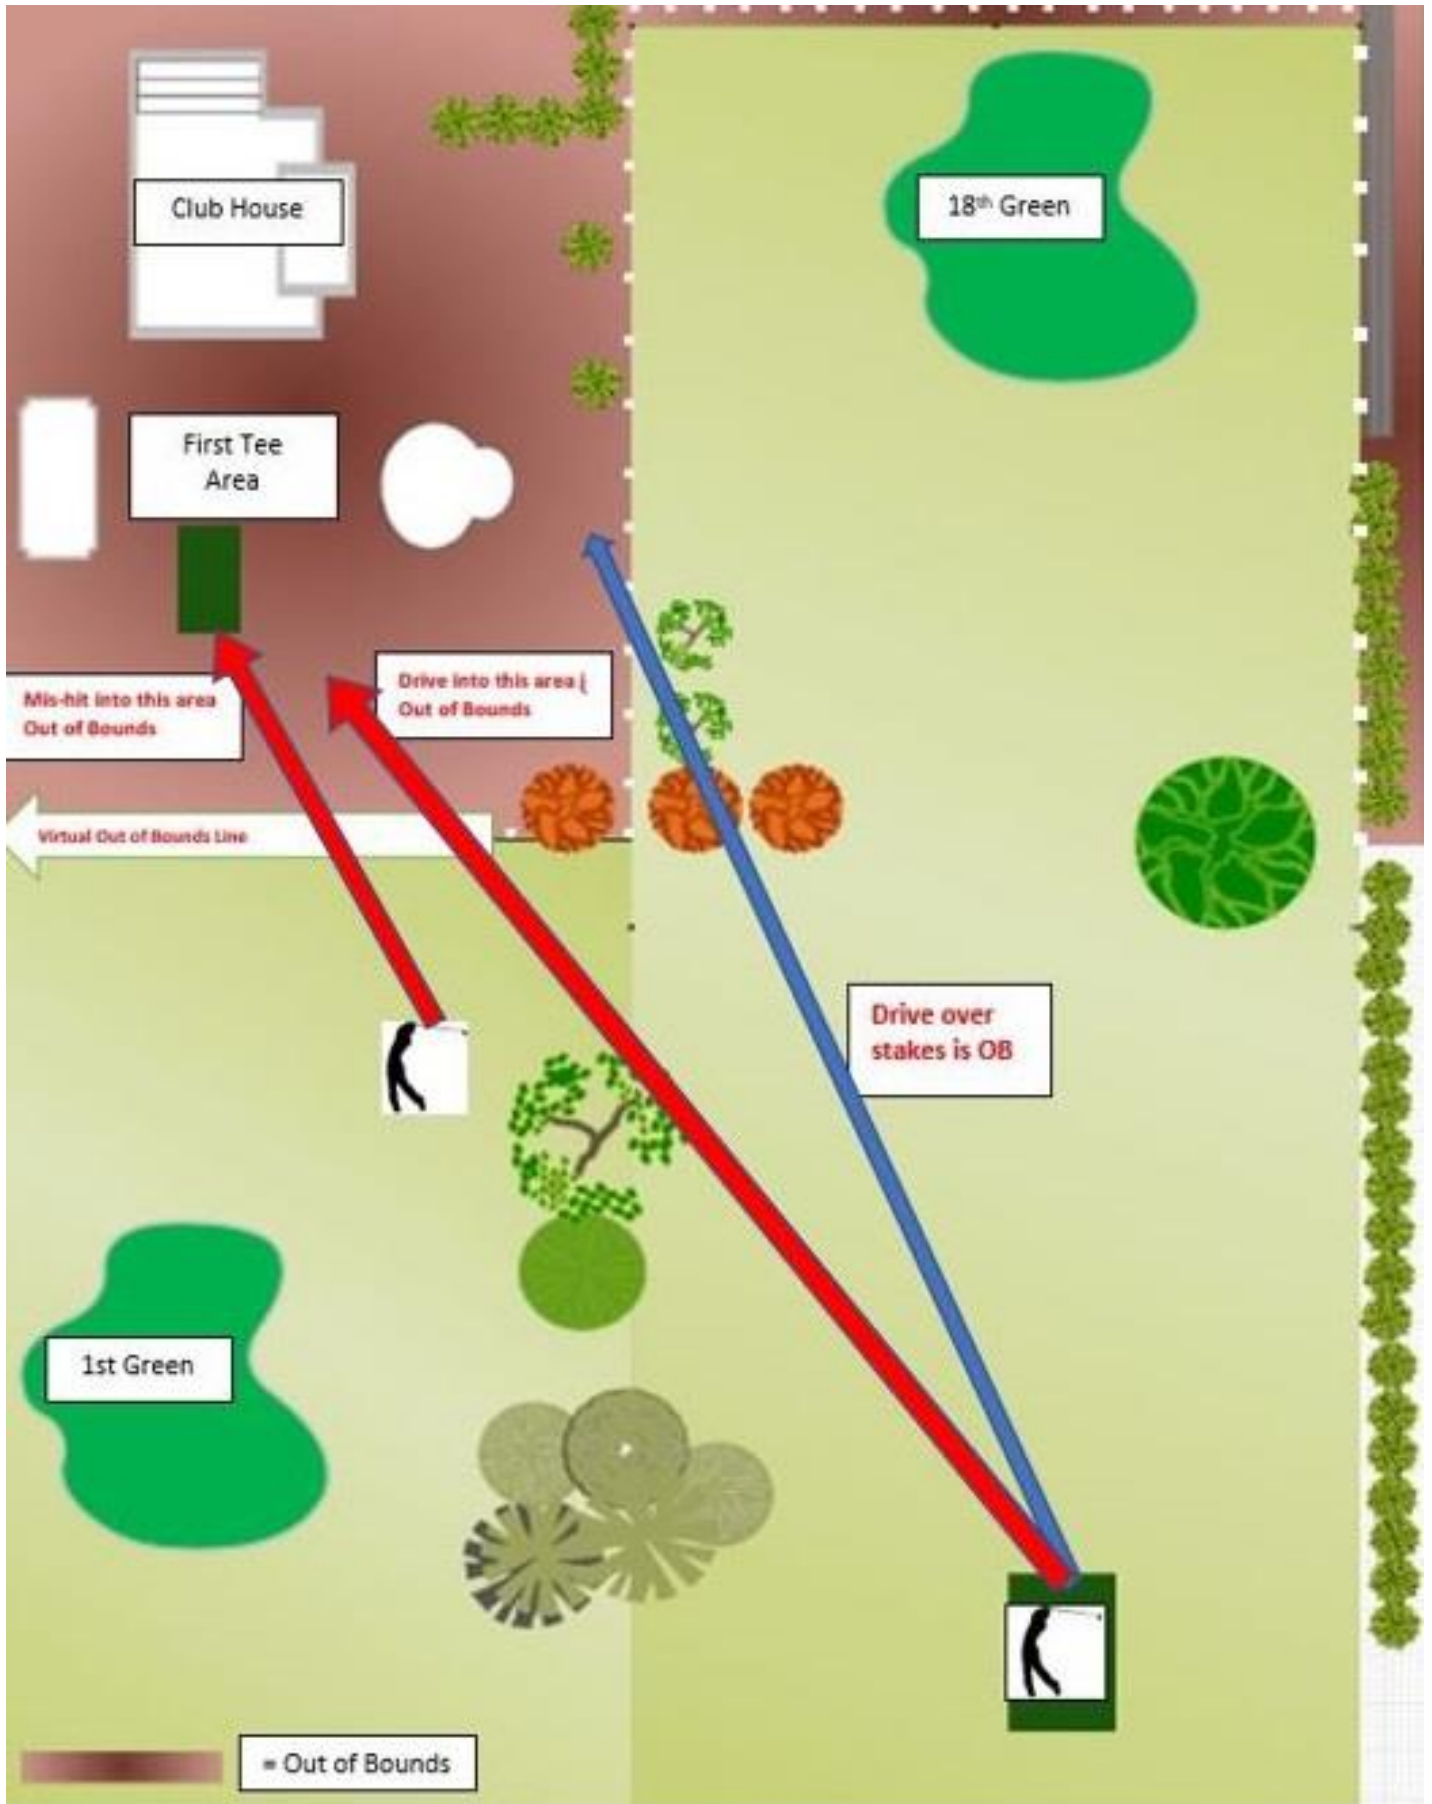 Club House
18th Green
First Tee
Area
Mis-hit into this area
Out of Bounds
Drive into this area (
Out of Bounds
Virtual Out of Bounds Line
Drive over
stakes is OB
1st Green
= Out of Bounds